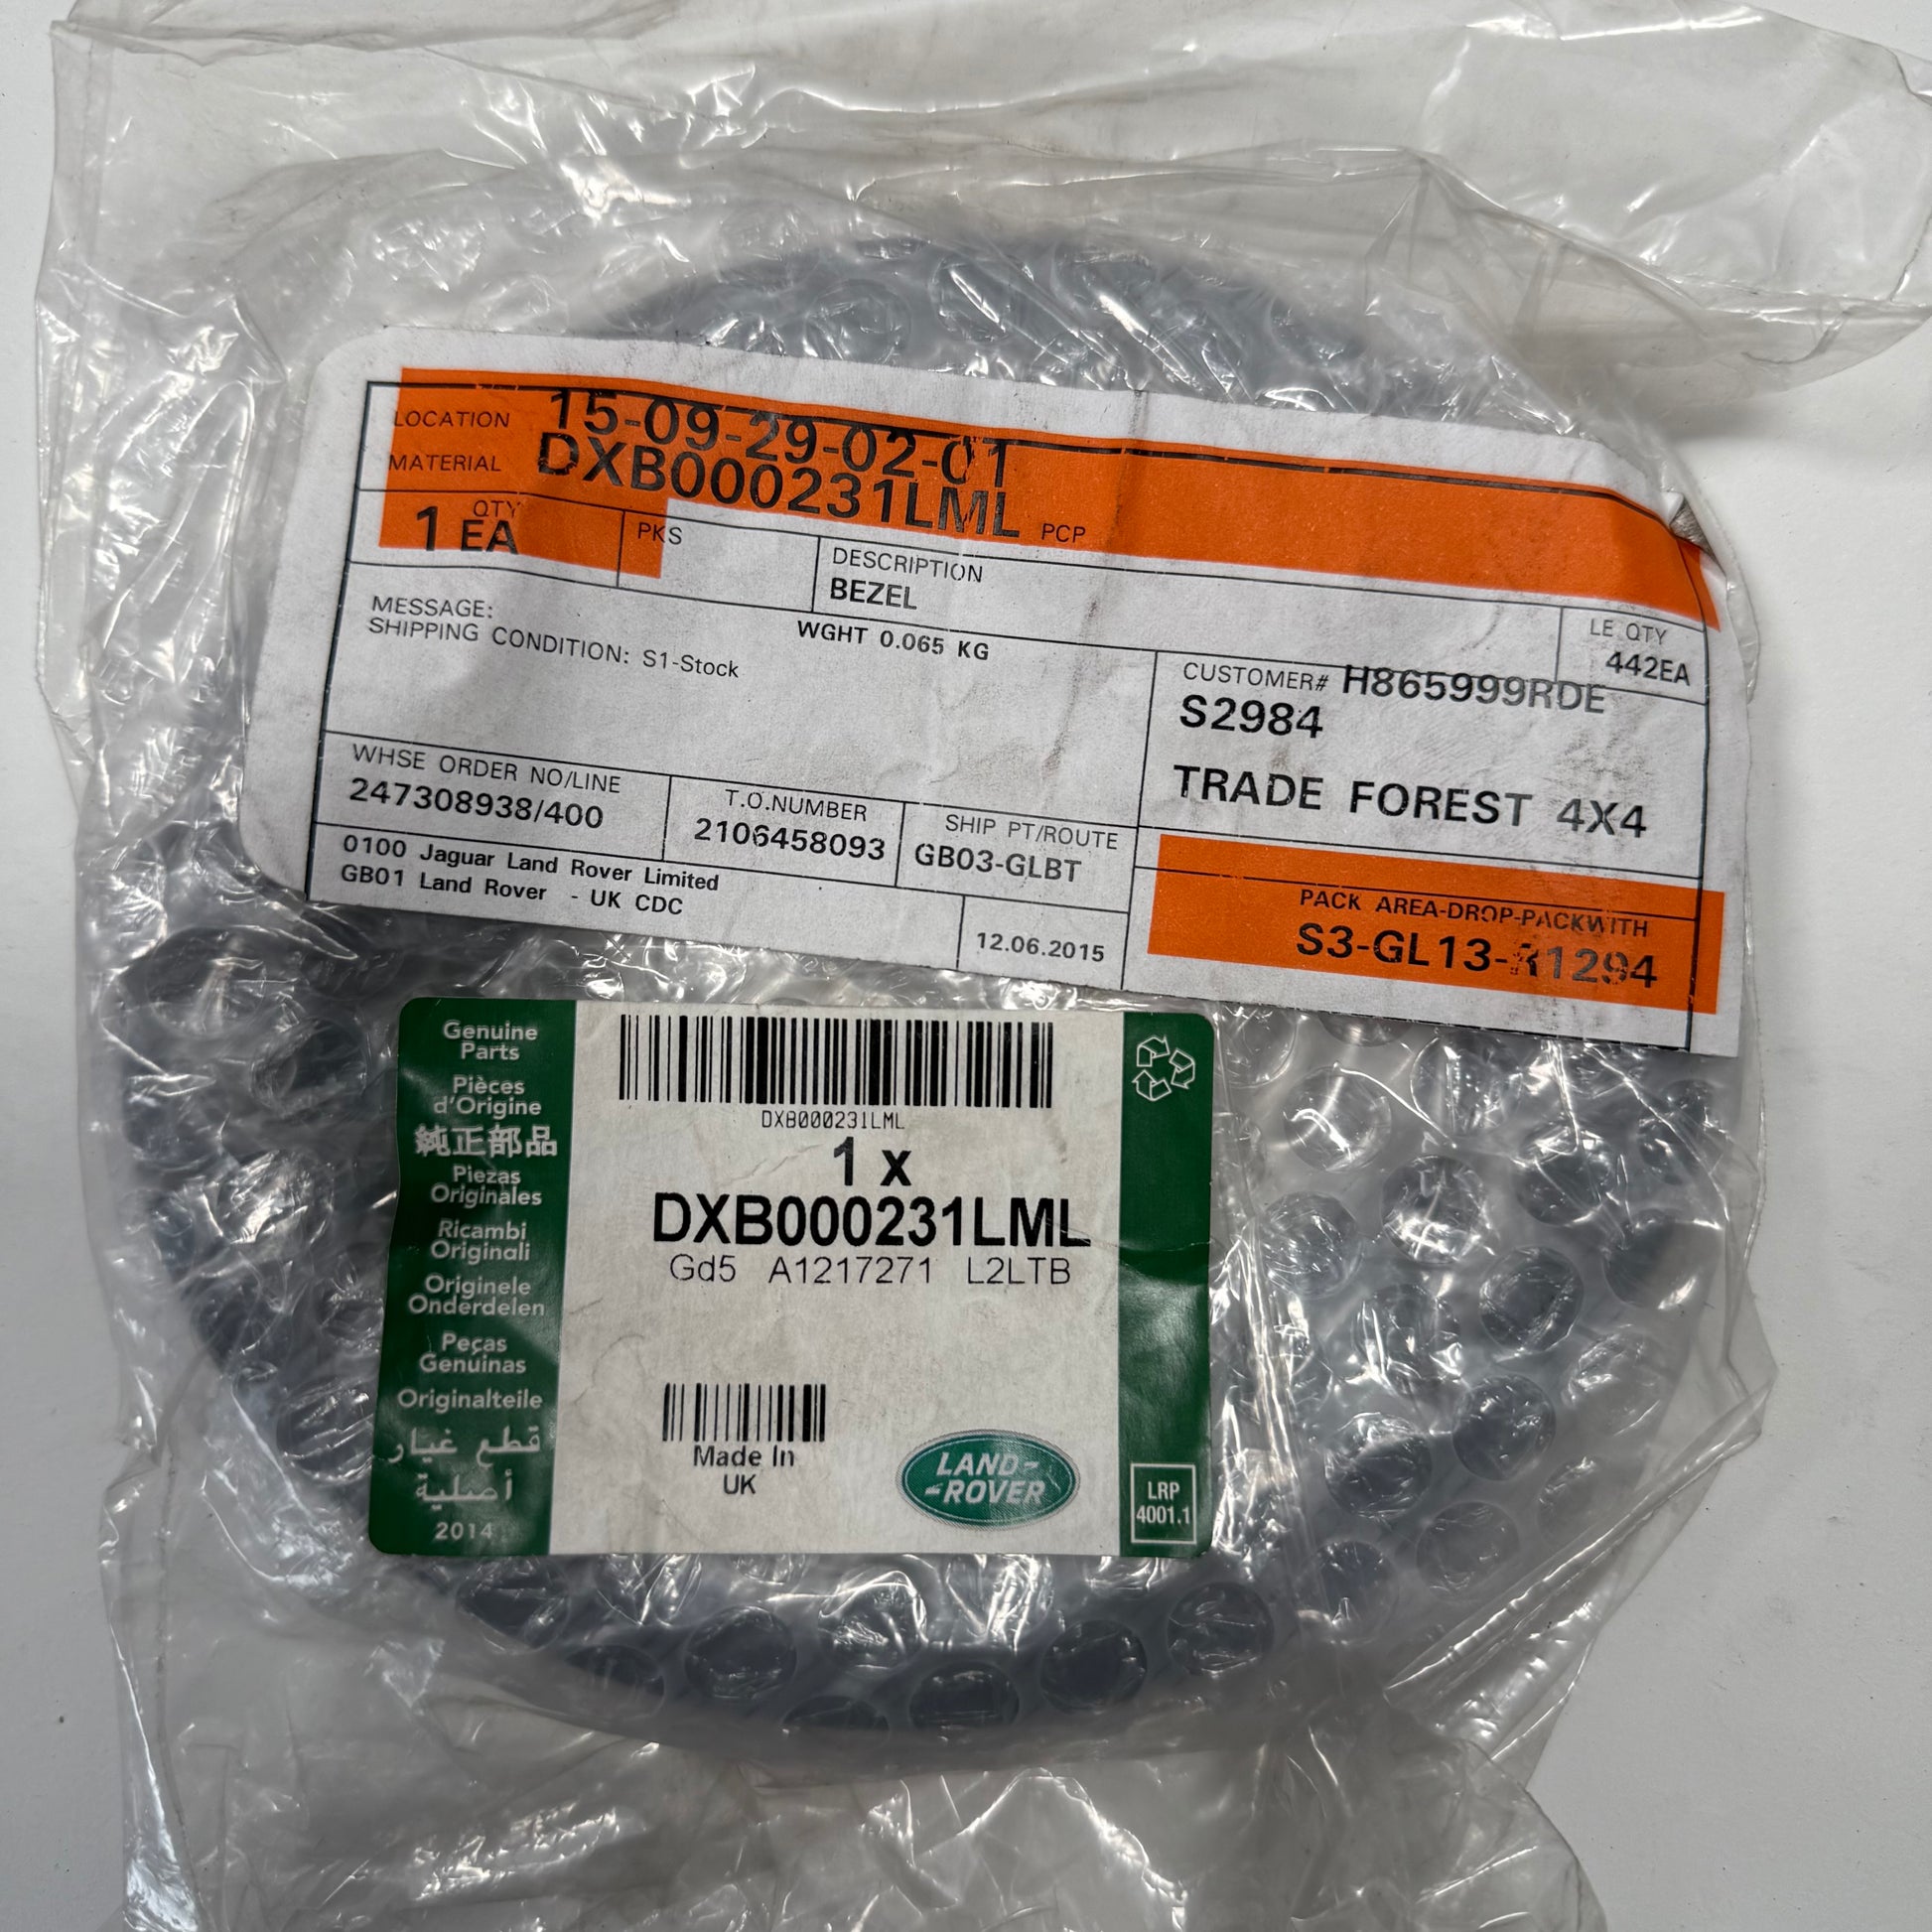 LOCATION 15-09-29-02-01
MATERIAL DXB000231LML PCP
QTY
1 EA
PKS
DESCRIPTION
BEZEL
LE QTY
442EA
MESSAGE:
WGHT 0.065 KG
SHIPPING CONDITION: S1-Stock
CUSTOMER# H865999RDE
S2984
TRADE FOREST 4X4
WHSE ORDER NO/LINE
247308938/400
T.O.NUMBER
2106458093
SHIP PT/ROUTE
GB03-GLBT
0100 Jaguar Land Rover Limited
GB01 Land Rover - UK CDC
12.06.2015
PACK AREA-DROP-PACKWITH
S3-GL13-R1294
Genuine
Parts
Pièces
d'Origine
純正部品
Piezas
Originales
Ricambi
Originali
Originele
Onderdelen
Peças
Genuinas
Originalteile
قطع غيار
أصلية
2014
DXB000231LML
1 x
DXB000231LML
Gd5 A1217271 L2LTB
Made In
UK
LAND-
-ROVER
LRP
4001.1